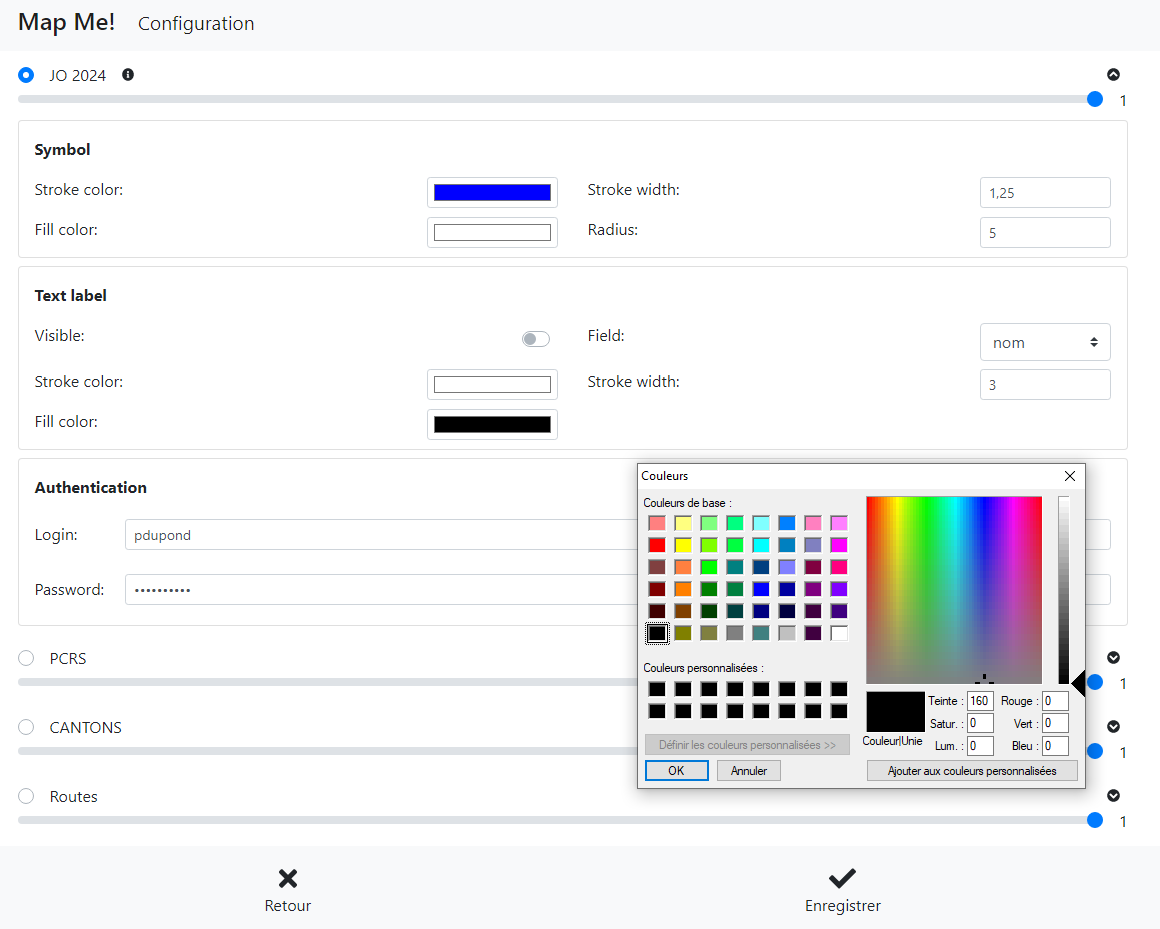 Map Me! Configuration
JO 2024
1
Symbol
Stroke color: Stroke width: 1,25
Fill color: Radius: 5
Text label
Visible: Field: nom
Stroke color: Stroke width: 3
Fill color:
Authentication
Login: pdupond
Password: ••••••••••
Couleurs
Couleurs de base :
Couleurs personnalisées :
Définir les couleurs personnalisées >>
OK Annuler
Couleur|Unie
Teinte : 160 Rouge : 0
Satur. : 0 Vert : 0
Lum. : 0 Bleu : 0
Ajouter aux couleurs personnalisées
PCRS
1
CANTONS
1
Routes
1
Retour Enregistrer